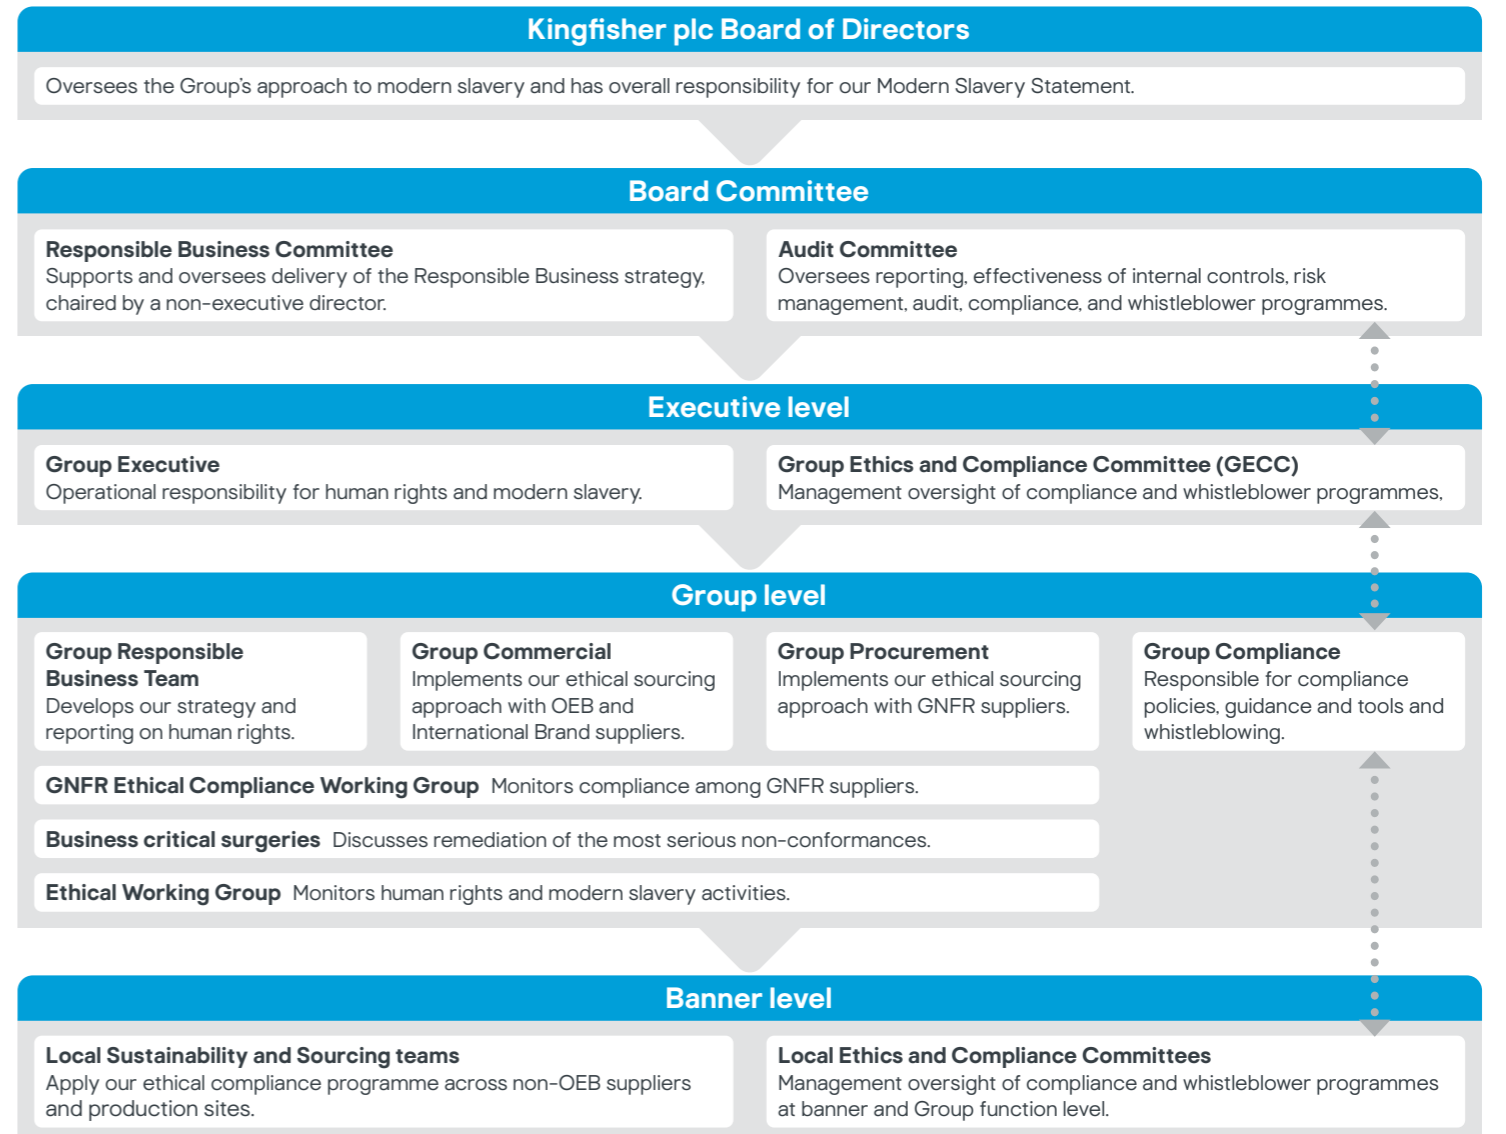 Kingfisher plc Board of Directors
Oversees the Group's approach to modern slavery and has overall responsibility for our Modern Slavery Statement.
Board Committee
Responsible Business Committee
Supports and oversees delivery of the Responsible Business strategy,
chaired by a non-executive director.
Audit Committee
Oversees reporting, effectiveness of internal controls, risk
management, audit, compliance, and whistleblower programmes.
Executive level
Group Executive
Operational responsibility for human rights and modern slavery.
Group Ethics and Compliance Committee (GECC)
Management oversight of compliance and whistleblower programmes,
Group level
Group Responsible
Business Team
Develops our strategy and
reporting on human rights.
Group Commercial
Implements our ethical sourcing
approach with OEB and
International Brand suppliers.
Group Procurement
Implements our ethical sourcing
approach with GNFR suppliers.
Group Compliance
Responsible for compliance
policies, guidance and tools and
whistleblowing.
GNFR Ethical Compliance Working Group Monitors compliance among GNFR suppliers.
Business critical surgeries Discusses remediation of the most serious non-conformances.
Ethical Working Group Monitors human rights and modern slavery activities.
Banner level
Local Sustainability and Sourcing teams
Apply our ethical compliance programme across non-OEB suppliers
and production sites.
Local Ethics and Compliance Committees
Management oversight of compliance and whistleblower programmes
at banner and Group function level.